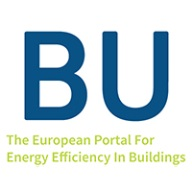 BU
The European Portal For
Energy Efficiency In Buildings